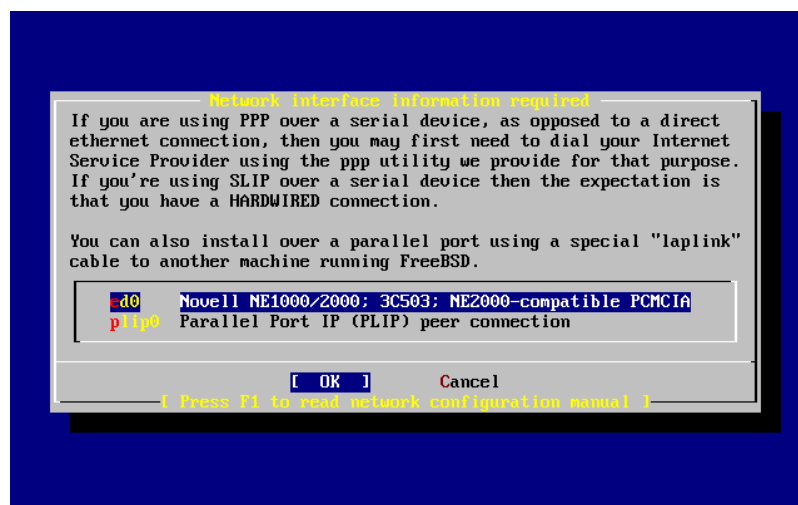 Network interface information required
If you are using PPP over a serial device, as opposed to a direct
ethernet connection, then you may first need to dial your Internet
Service Provider using the ppp utility we provide for that purpose.
If you're using SLIP over a serial device then the expectation is
that you have a HARDWIRED connection.
You can also install over a parallel port using a special "laplink"
cable to another machine running FreeBSD.
ed0 Novell NE1000/2000; 3C503; NE2000-compatible PCMCIA
plip0 Parallel Port IP (PLIP) peer connection
[ OK ] Cancel
[ Press F1 to read network configuration manual ]